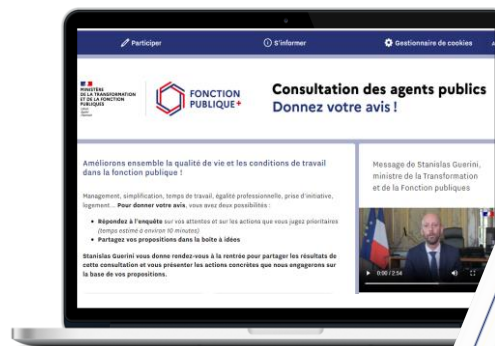 Participer
S'informer
Gestionnaire de cookies
MINISTÈRE
DE LA TRANSFORMATION
ET DE LA FONCTION
PUBLIQUES
FONCTION
PUBLIQUE+
Consultation des agents publics
Donnez votre avis !
Améliorons ensemble la qualité de vie et les conditions de travail
dans la fonction publique !
Management, simplification, temps de travail, égalité professionnelle, prise d'initiative,
logement... Pour donner votre avis, vous avez deux possibilités :
• Répondez à l'enquête sur vos attentes et sur les actions que vous jugez prioritaires
(temps estimé à environ 10 minutes)
• Partagez vos propositions dans la boîte à idées
Stanislas Guerini vous donne rendez-vous à la rentrée pour partager les résultats de
cette consultation et vous présenter les actions concrètes que nous engagerons sur
la base de vos propositions.
Message de Stanislas Guerini,
ministre de la Transformation
et de la Fonction publiques
0:00 / 2:54